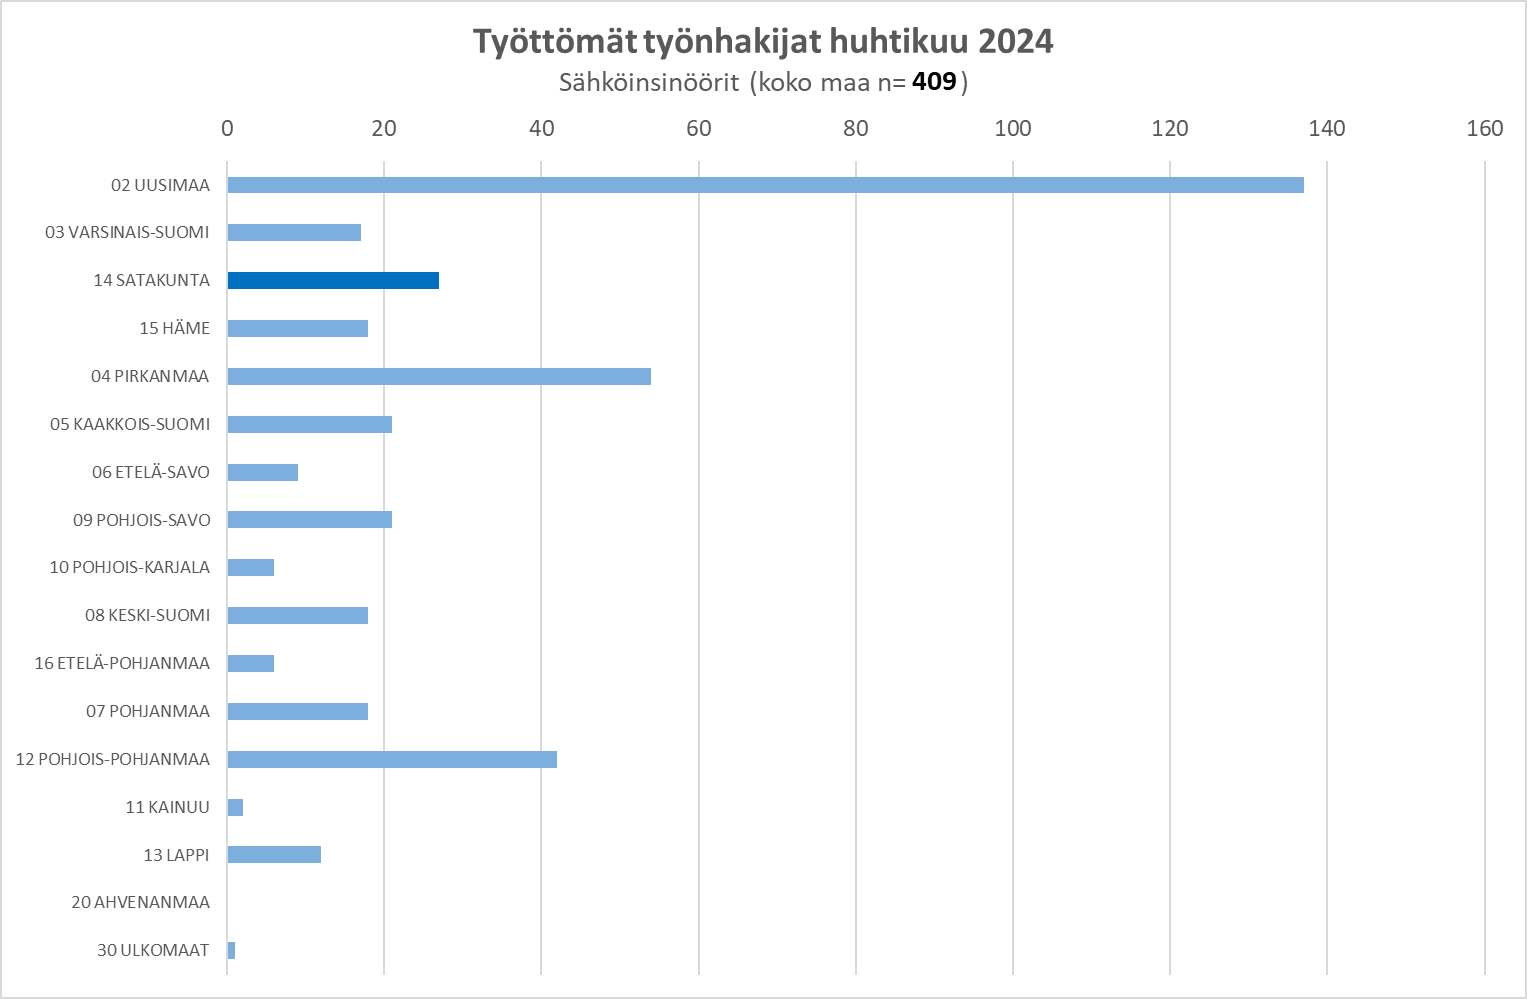 Työttömät työnhakijat huhtikuu 2024
Sähköinsinöörit (koko maa n= 409 )
0 20 40 60 80 100 120 140 160
02 UUSIMAA
03 VARSINAIS-SUOMI
14 SATAKUNTA
15 HÄME
04 PIRKANMAA
05 KAAKKOIS-SUOMI
06 ETELÄ-SAVO
09 POHJOIS-SAVO
10 POHJOIS-KARJALA
08 KESKI-SUOMI
16 ETELÄ-POHJANMAA
07 POHJANMAA
12 POHJOIS-POHJANMAA
11 KAINUU
13 LAPPI
20 AHVENANMAA
30 ULKOMAAT